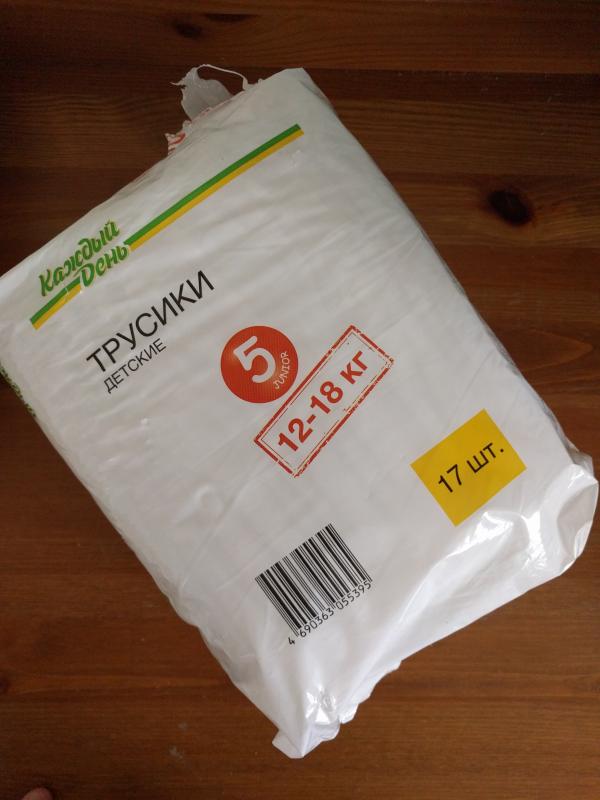 Каждый
День
ТРУСИКИ
ДЕТСКИЕ
5
JUNIOR
12-18 кг
17 шт.
4 690363 055395